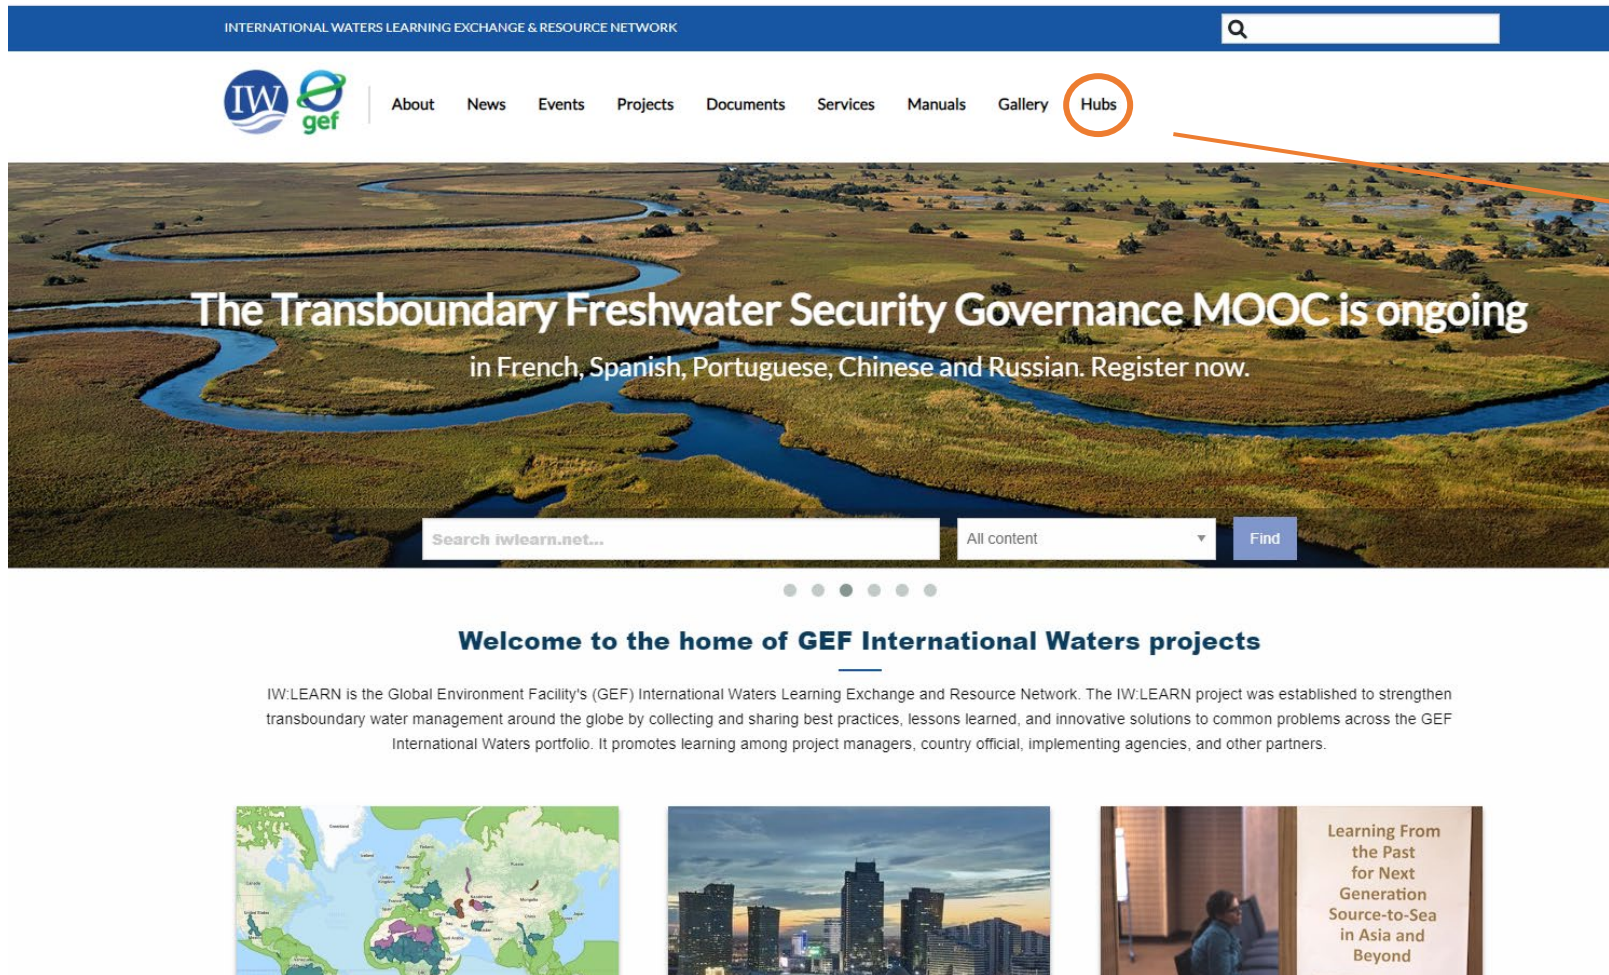 INTERNATIONAL WATERS LEARNING EXCHANGE & RESOURCE NETWORK
IW
gef
About News Events Projects Documents Services Manuals Gallery Hubs
The Transboundary Freshwater Security Governance MOOC is ongoing
in French, Spanish, Portuguese, Chinese and Russian. Register now.
Search iwlearn.net... All content Find
Welcome to the home of GEF International Waters projects
IW:LEARN is the Global Environment Facility's (GEF) International Waters Learning Exchange and Resource Network. The IW:LEARN project was established to strengthen
transboundary water management around the globe by collecting and sharing best practices, lessons learned, and innovative solutions to common problems across the GEF
International Waters portfolio. It promotes learning among project managers, country official, implementing agencies, and other partners.
Learning From
the Past
for Next
Generation
Source-to-Sea
in Asia and
Beyond